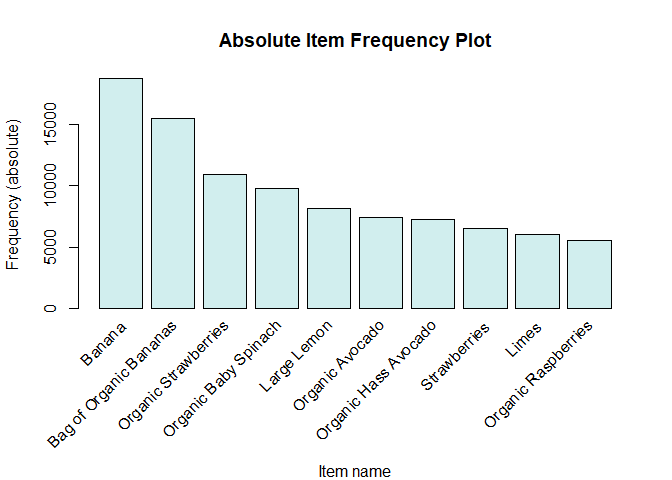 Absolute Item Frequency Plot
Frequency (absolute)
15000
10000
5000
0
Banana
Bag of Organic Bananas
Organic Strawberries
Organic Baby Spinach
Large Lemon
Organic Avocado
Organic Hass Avocado
Strawberries
Limes
Organic Raspberries
Item name